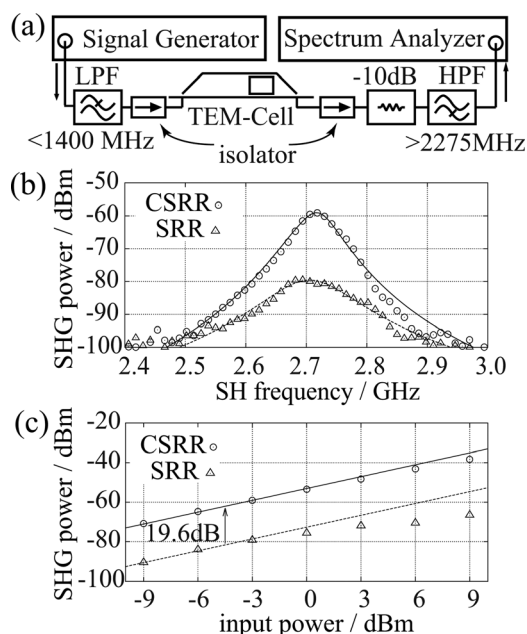 (a)
Signal Generator
Spectrum Analyzer
LPF
-10dB
HPF
TEM-Cell
<1400 MHz
isolator
>2275MHz
(b)
-50
CSRR
SRR
-60
-70
-80
-90
-100
SHG power / dBm
2.4 2.5 2.6 2.7 2.8 2.9 3.0
SH frequency / GHz
(c)
-20
CSRR
SRR
-40
-60
19.6dB
-80
-100
SHG power / dBm
-9 -6 -3 0 3 6 9
input power / dBm